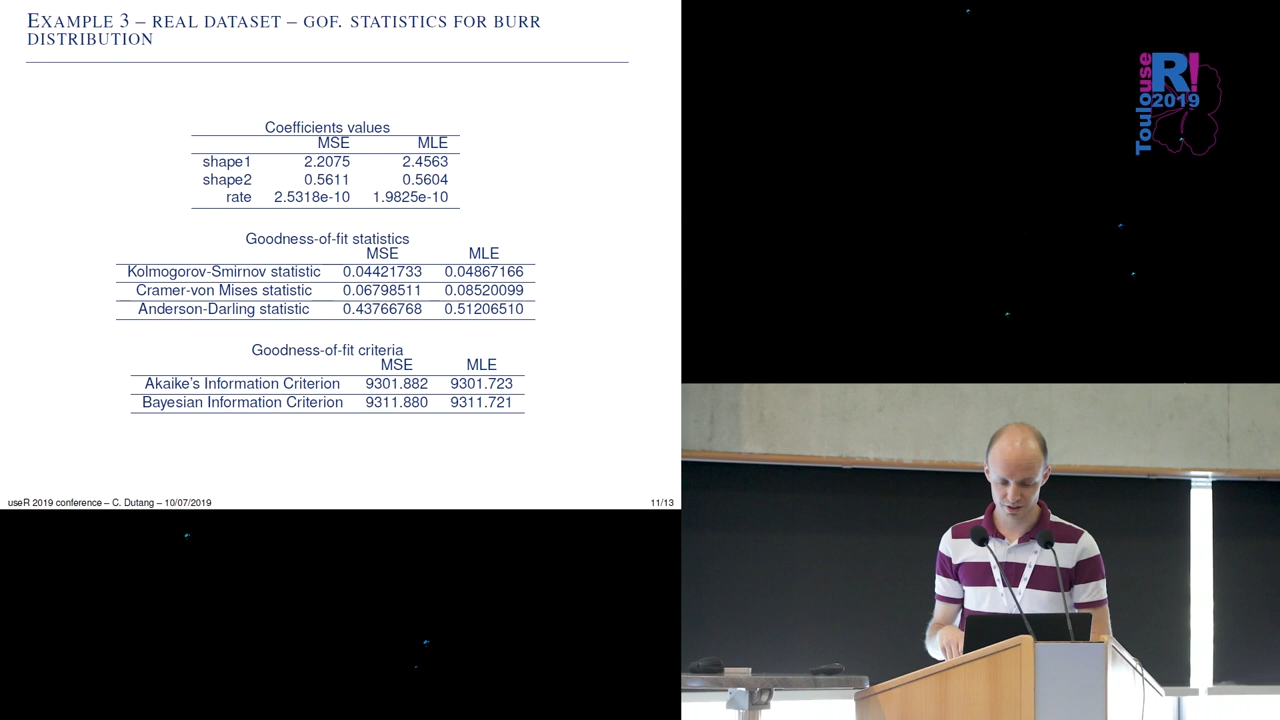 EXAMPLE 3 – REAL DATASET – GOF. STATISTICS FOR BURR
DISTRIBUTION
Coefficients values
MSE MLE
shape1 2.2075 2.4563
shape2 0.5611 0.5604
rate 2.5318e-10 1.9825e-10
Goodness-of-fit statistics
MSE MLE
Kolmogorov-Smirnov statistic 0.04421733 0.04867166
Cramer-von Mises statistic 0.06798511 0.08520099
Anderson-Darling statistic 0.43766768 0.51206510
Goodness-of-fit criteria
MSE MLE
Akaike's Information Criterion 9301.882 9301.723
Bayesian Information Criterion 9311.880 9311.721
useR 2019 conference – C. Dutang – 10/07/2019 11/13
Toulouse
R!
2019